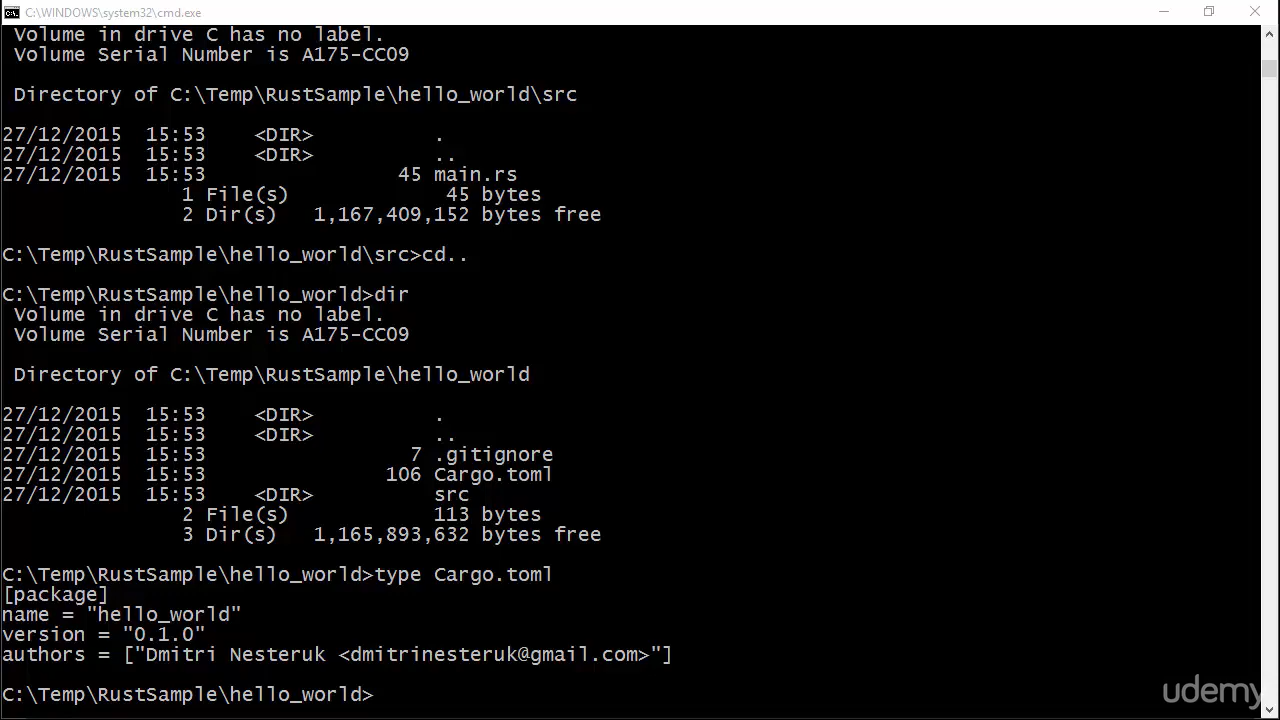 C:\WINDOWS\system32\cmd.exe
Volume in drive C has no label.
Volume Serial Number is A175-CC09
Directory of C:\Temp\RustSample\hello_world\src
27/12/2015  15:53    <DIR>          .
27/12/2015  15:53    <DIR>          ..
27/12/2015  15:53                45 main.rs
1 File(s)             45 bytes
2 Dir(s)   1,167,409,152 bytes free
C:\Temp\RustSample\hello_world\src>cd..
C:\Temp\RustSample\hello_world>dir
Volume in drive C has no label.
Volume Serial Number is A175-CC09
Directory of C:\Temp\RustSample\hello_world
27/12/2015  15:53    <DIR>          .
27/12/2015  15:53    <DIR>          ..
27/12/2015  15:53                 7 .gitignore
27/12/2015  15:53               106 Cargo.toml
27/12/2015  15:53    <DIR>          src
2 File(s)            113 bytes
3 Dir(s)   1,165,893,632 bytes free
C:\Temp\RustSample\hello_world>type Cargo.toml
[package]
name = "hello_world"
version = "0.1.0"
authors = ["Dmitri Nesteruk <dmitrinesteruk@gmail.com>"]
C:\Temp\RustSample\hello_world>
udemy